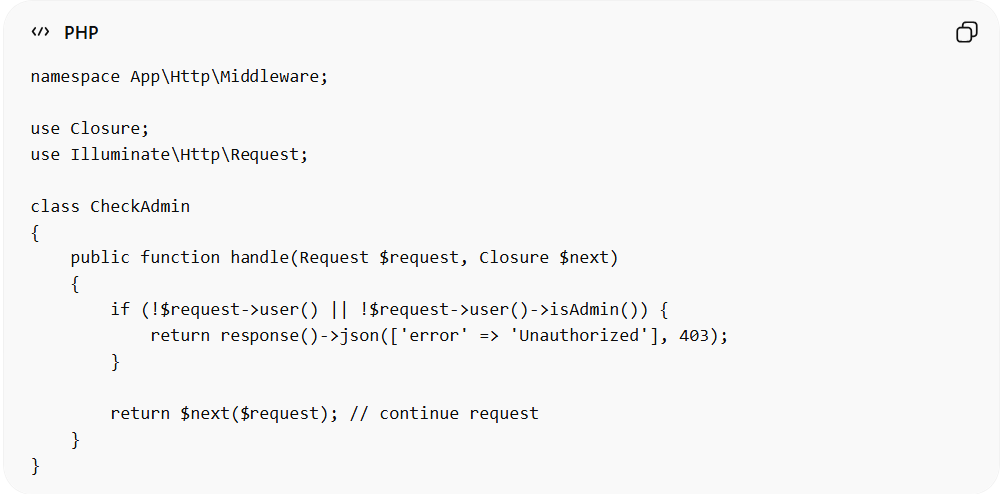 </> PHP
namespace App\Http\Middleware;
use Closure;
use Illuminate\Http\Request;
class CheckAdmin
{
    public function handle(Request $request, Closure $next)
    {
        if (!$request->user() || !$request->user()->isAdmin()) {
            return response()->json(['error' => 'Unauthorized'], 403);
        }
        return $next($request); // continue request
    }
}